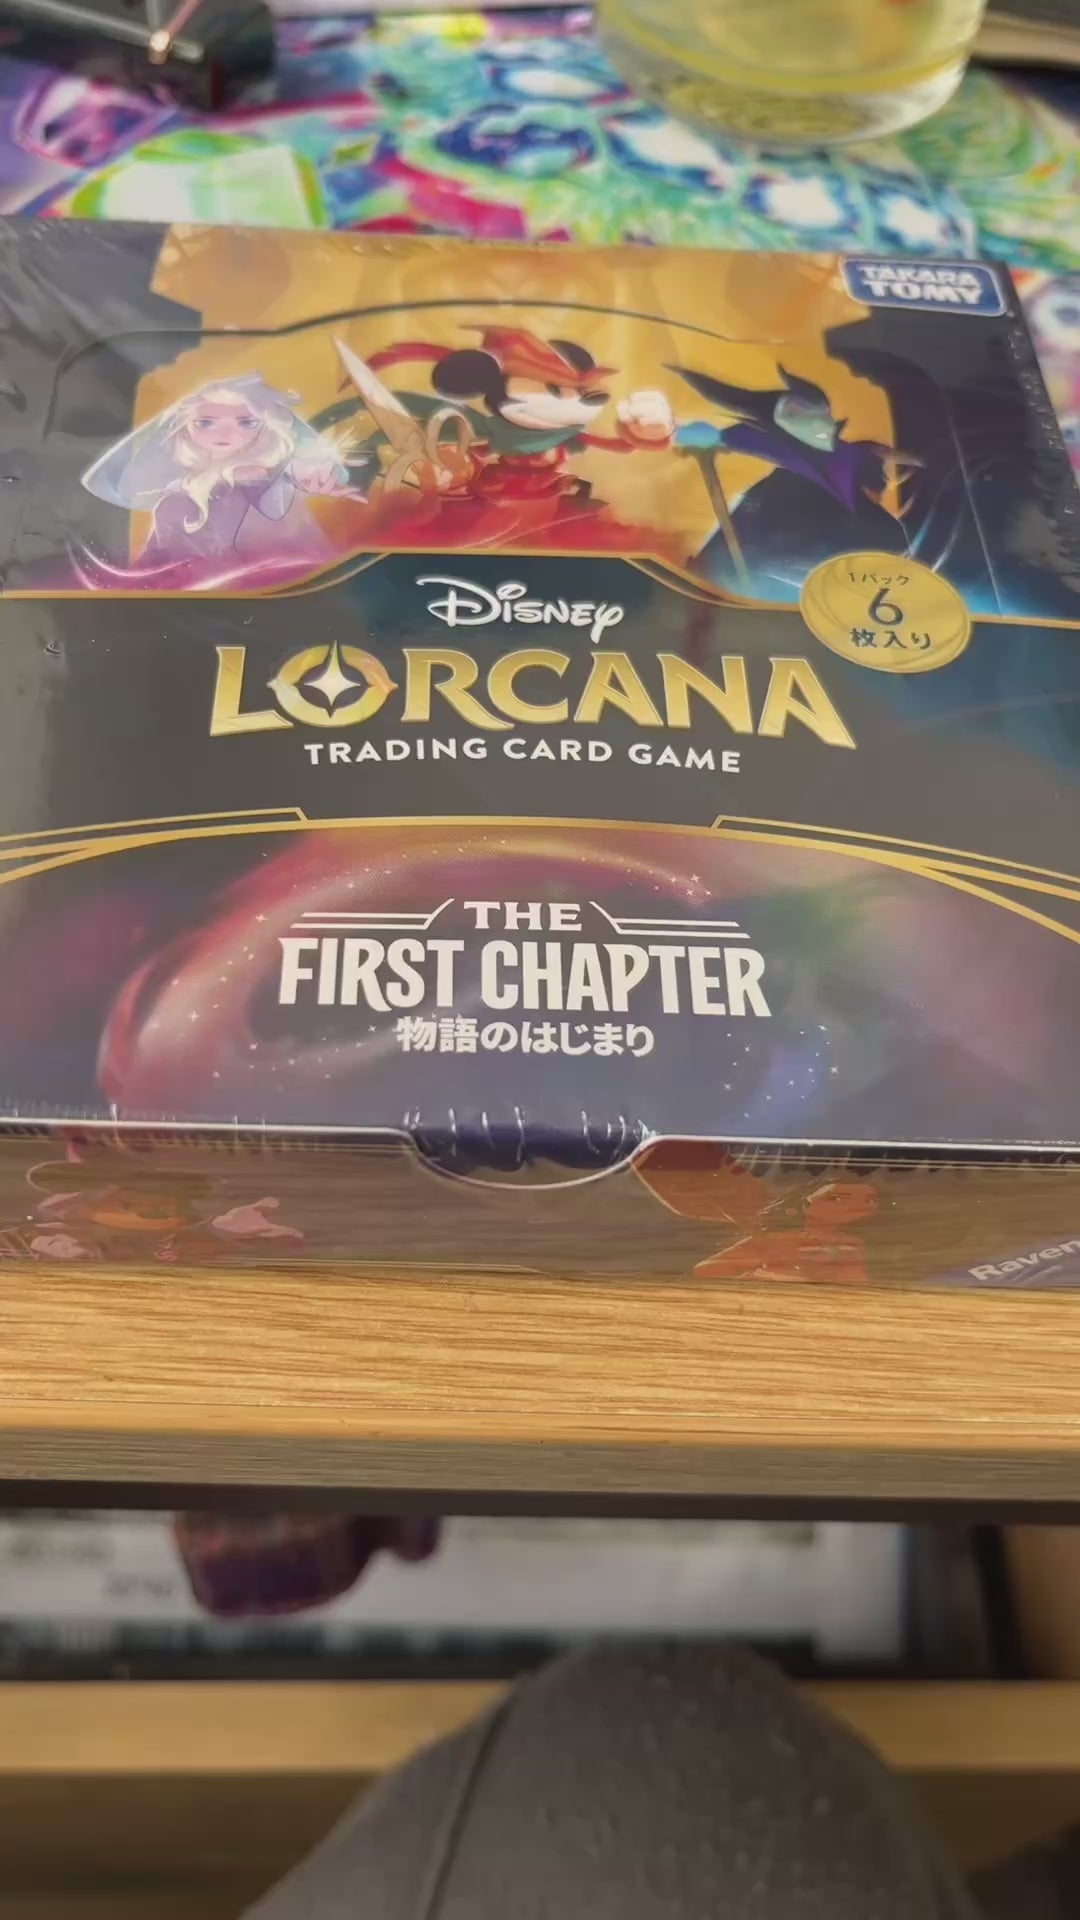 TAKARA
TOMY
1パック
6
枚入り
Disney
LORCANA
TRADING CARD GAME
THE
FIRST CHAPTER
物語のはじまり
Raven